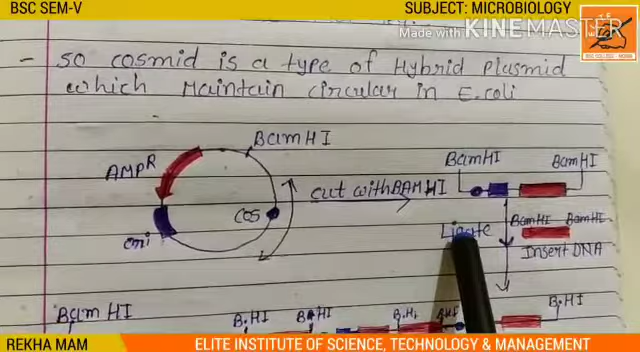 BSC SEM-V
SUBJECT: MICROBIOLOGY
Made with KINEMASTER
- So cosmid is a type of Hybrid plasmid
which Maintain circular in E.coli
BamHI
AMPR
COS
ori
cut with BAMHI
BamHI
BamHI
Ligate
BamHI BamHI
Insert DNA
BamHI
B.HI
B.HI
B.HI
REKHA MAM
ELITE INSTITUTE OF SCIENCE, TECHNOLOGY & MANAGEMENT